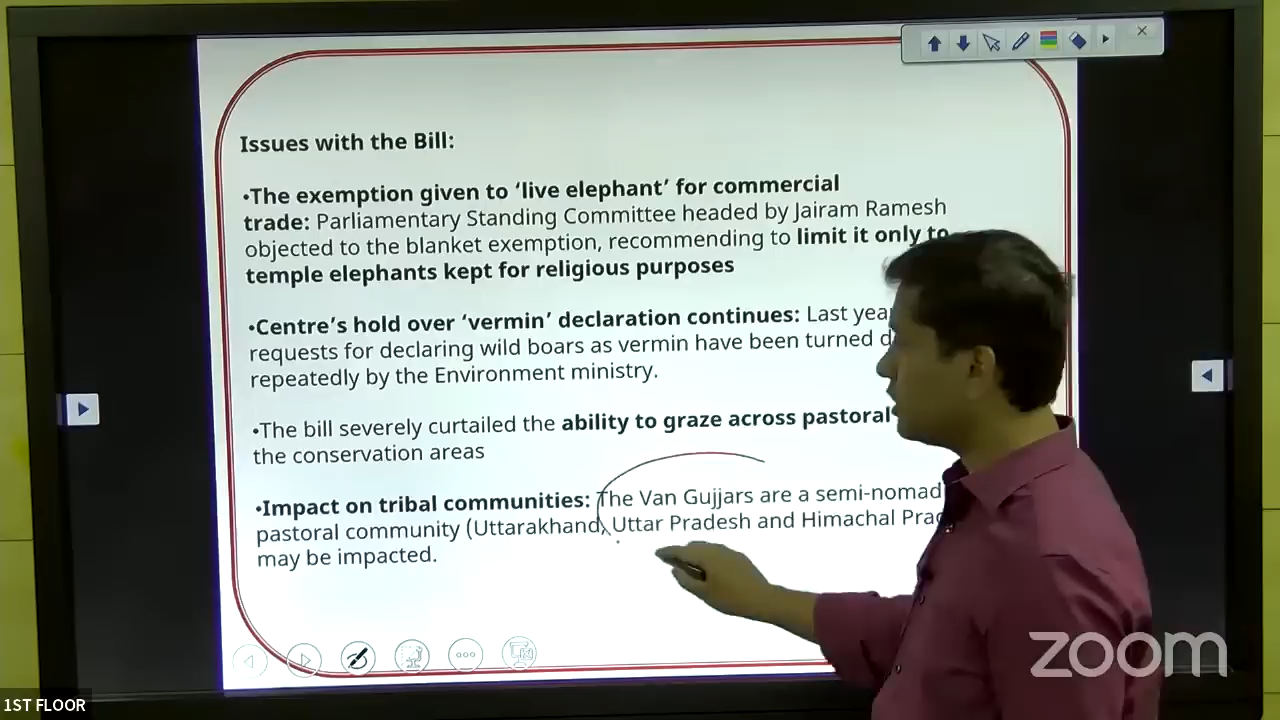 Issues with the Bill:
•The exemption given to ‘live elephant’ for commercial
trade: Parliamentary Standing Committee headed by Jairam Ramesh
objected to the blanket exemption, recommending to limit it only to
temple elephants kept for religious purposes
•Centre’s hold over ‘vermin’ declaration continues: Last
requests for declaring wild boars as vermin have been turned
repeatedly by the Environment ministry.
•The bill severely curtailed the ability to graze across pastoral
the conservation areas
•Impact on tribal communities: The Van Gujjars are a
pastoral community (Uttarakhand, Uttar Pradesh and Himachal
may be impacted.
zoom
1ST FLOOR